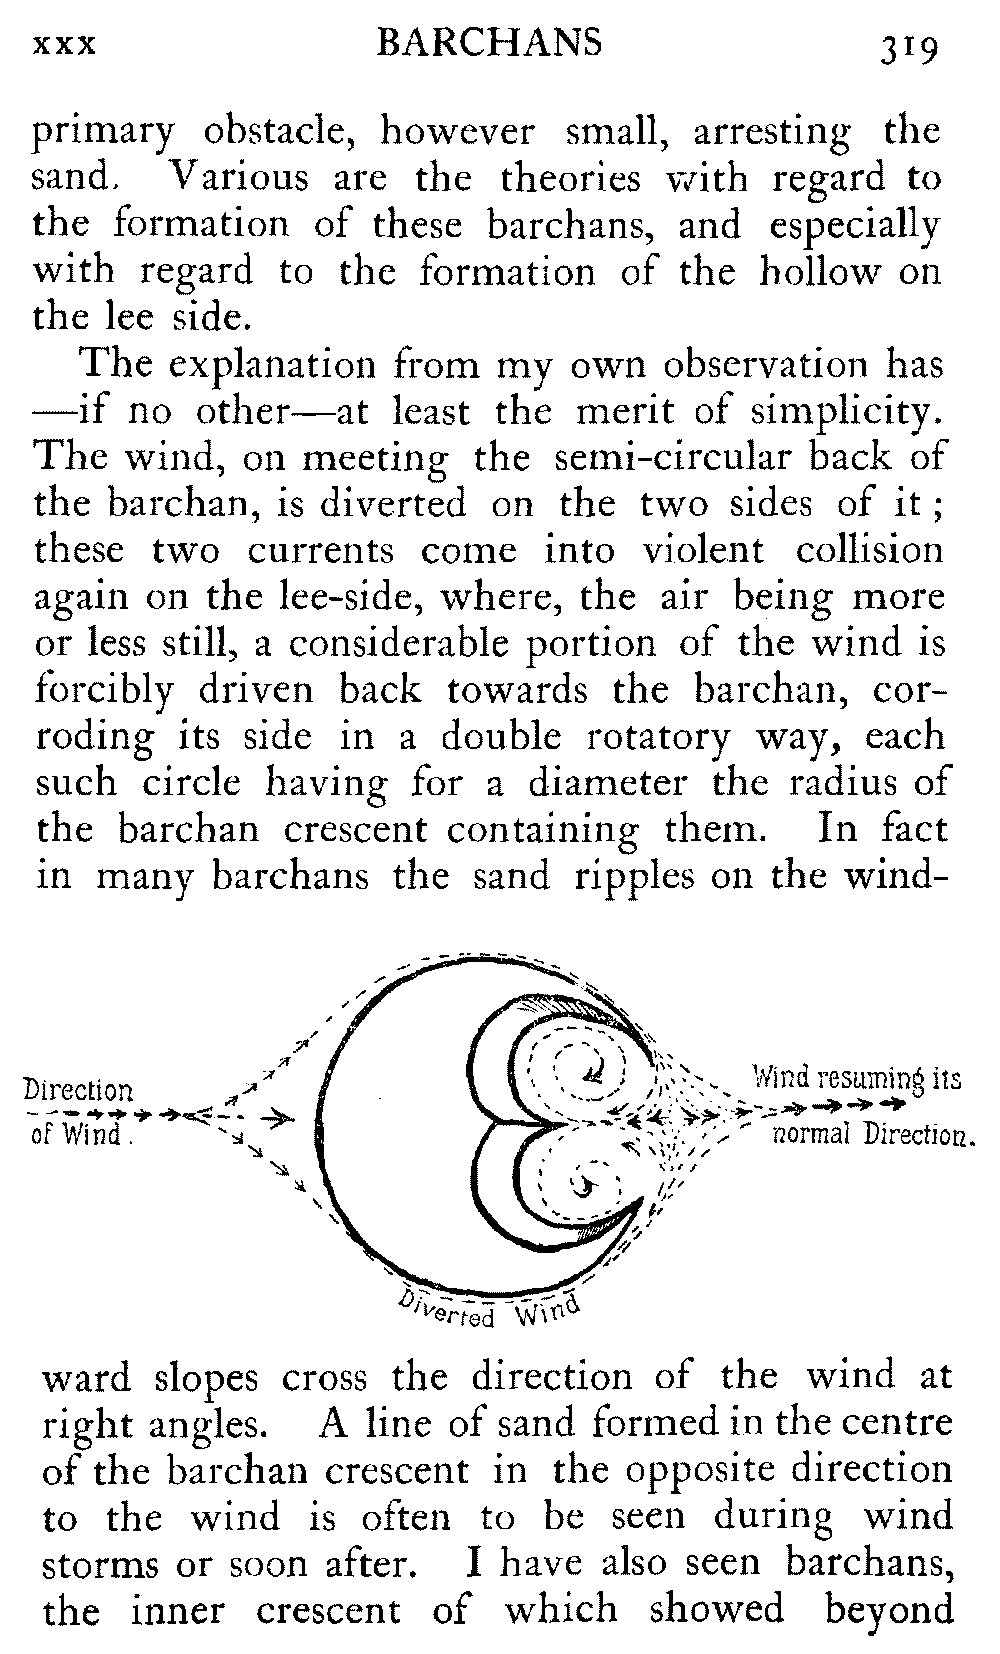 xxx BARCHANS 319
primary obstacle, however small, arresting the
sand. Various are the theories with regard to
the formation of these barchans, and especially
with regard to the formation of the hollow on
the lee side.
The explanation from my own observation has
—if no other—at least the merit of simplicity.
The wind, on meeting the semi-circular back of
the barchan, is diverted on the two sides of it ;
these two currents come into violent collision
again on the lee-side, where, the air being more
or less still, a considerable portion of the wind is
forcibly driven back towards the barchan, cor-
roding its side in a double rotatory way, each
such circle having for a diameter the radius of
the barchan crescent containing them. In fact
in many barchans the sand ripples on the wind-
Direction
of Wind.
Wind resuming its
normal Direction.
Diverted Wind
ward slopes cross the direction of the wind at
right angles. A line of sand formed in the centre
of the barchan crescent in the opposite direction
to the wind is often to be seen during wind
storms or soon after. I have also seen barchans,
the inner crescent of which showed beyond